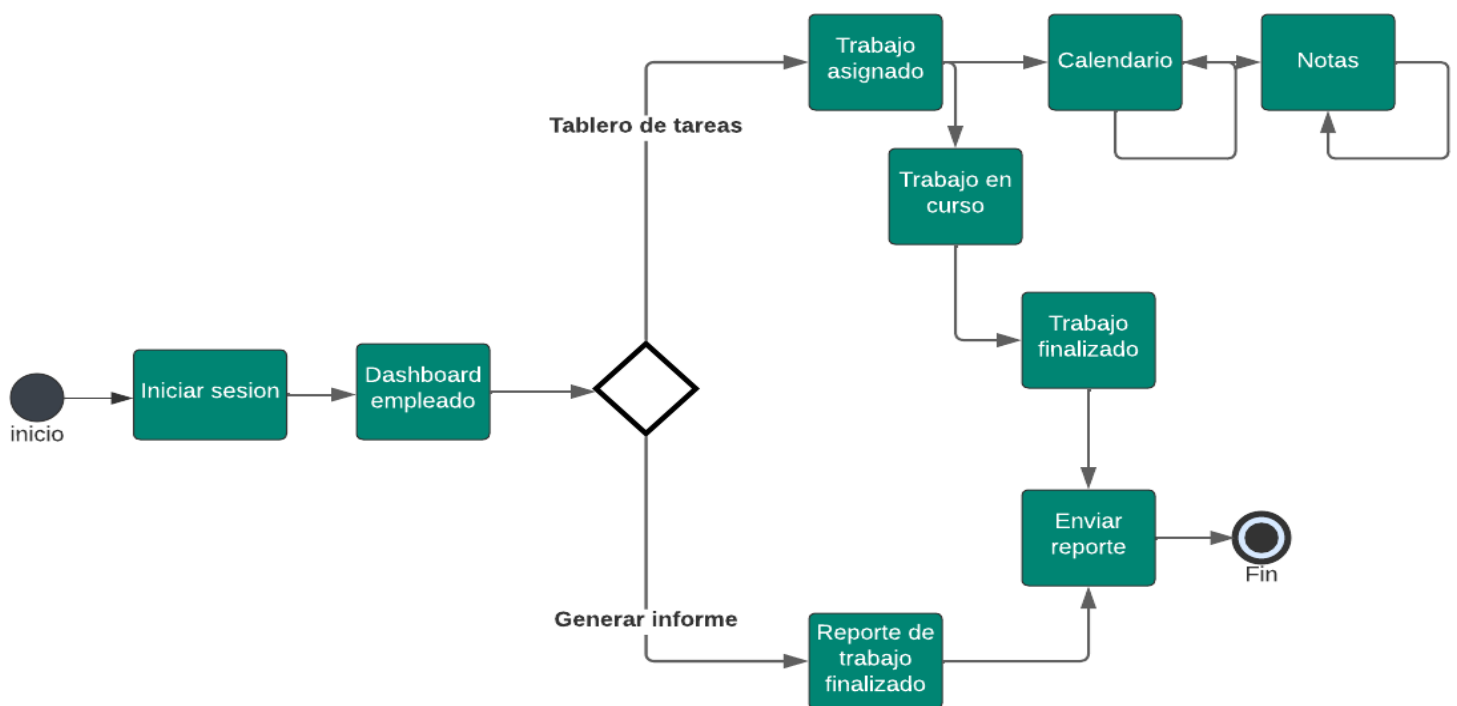 Trabajo
asignado
Calendario
Notas
Tablero de tareas
Trabajo en
curso
Trabajo
finalizado
Iniciar sesion
Dashboard
empleado
inicio
Enviar
reporte
Fin
Generar informe
Reporte de
trabajo
finalizado